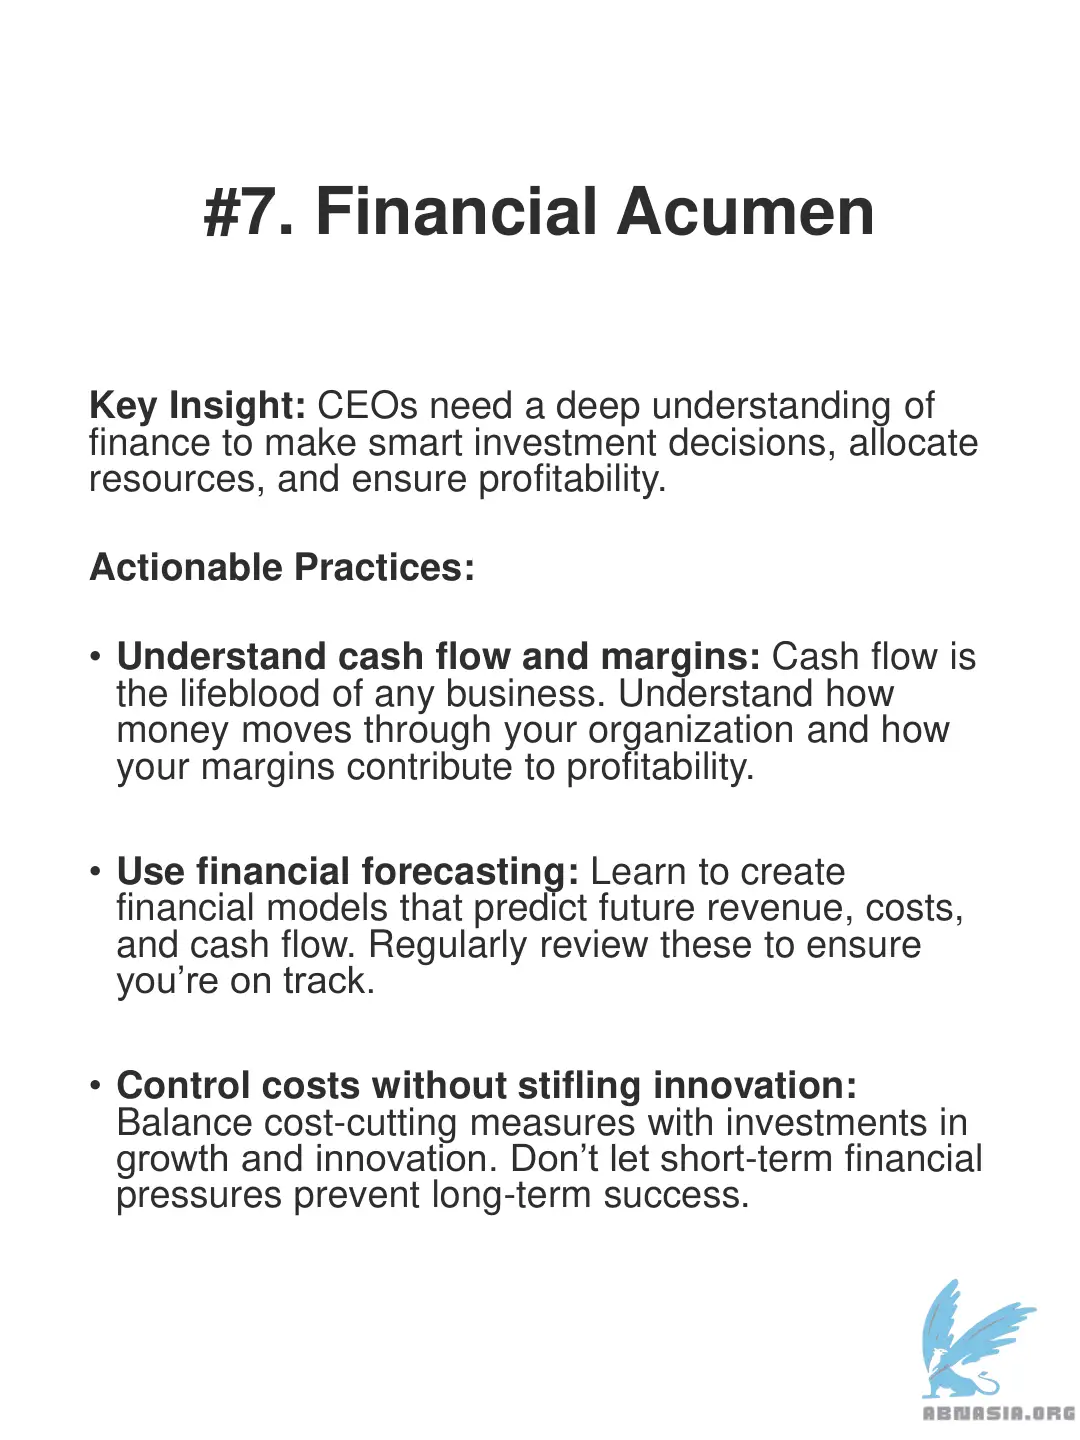 #7. Financial Acumen
Key Insight: CEOs need a deep understanding of
finance to make smart investment decisions, allocate
resources, and ensure profitability.
Actionable Practices:
• Understand cash flow and margins: Cash flow is
the lifeblood of any business. Understand how
money moves through your organization and how
your margins contribute to profitability.
• Use financial forecasting: Learn to create
financial models that predict future revenue, costs,
and cash flow. Regularly review these to ensure
you’re on track.
• Control costs without stifling innovation:
Balance cost-cutting measures with investments in
growth and innovation. Don’t let short-term financial
pressures prevent long-term success.
ABNASIA.ORG